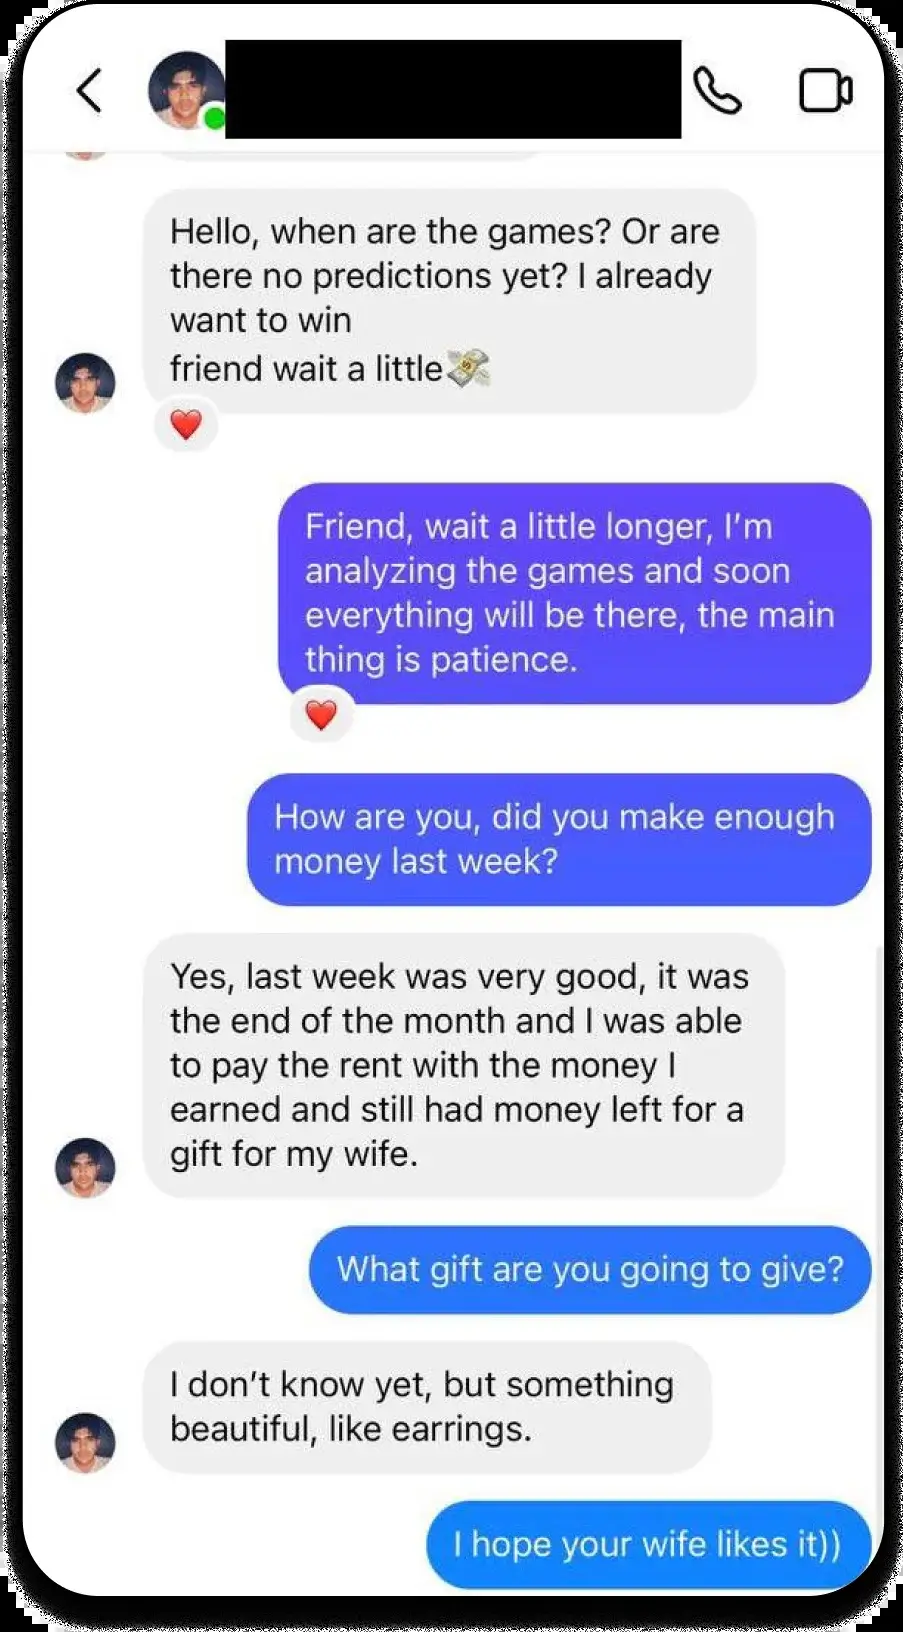 Hello, when are the games? Or are
there no predictions yet? I already
want to win
friend wait a little💸
Friend, wait a little longer, I’m
analyzing the games and soon
everything will be there, the main
thing is patience.
How are you, did you make enough
money last week?
Yes, last week was very good, it was
the end of the month and I was able
to pay the rent with the money I
earned and still had money left for a
gift for my wife.
What gift are you going to give?
I don’t know yet, but something
beautiful, like earrings.
I hope your wife likes it))